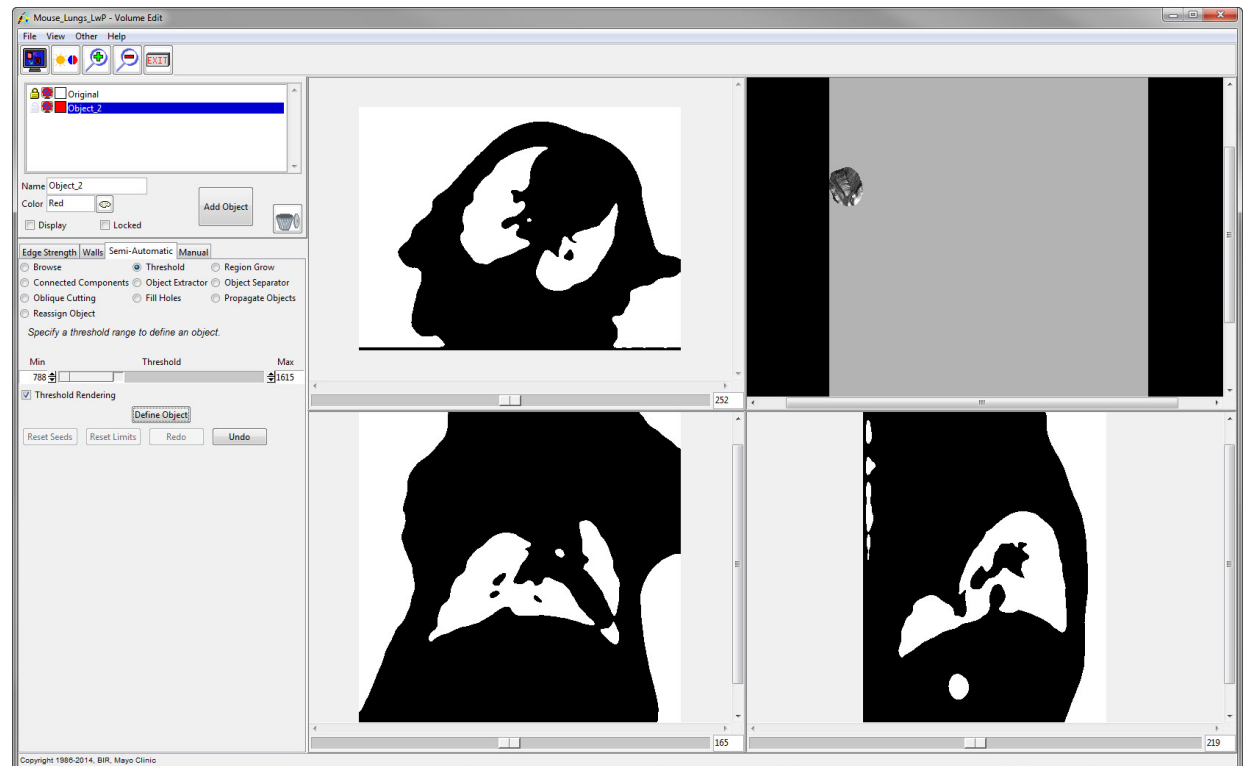 Mouse_Lungs_LwP - Volume Edit
File View Other Help
EXIT
Original
Object_2
Name Object_2
Color Red
Add Object
Display Locked
Edge Strength Walls Semi-Automatic Manual
Browse Threshold Region Grow
Connected Components Object Extractor Object Separator
Oblique Cutting Fill Holes Propagate Objects
Reassign Object
Specify a threshold range to define an object.
Min Threshold Max
788 1615
Threshold Rendering
Define Object
Reset Seeds Reset Limits Redo Undo
252
165
219
Copyright 1986-2014, BIR, Mayo Clinic